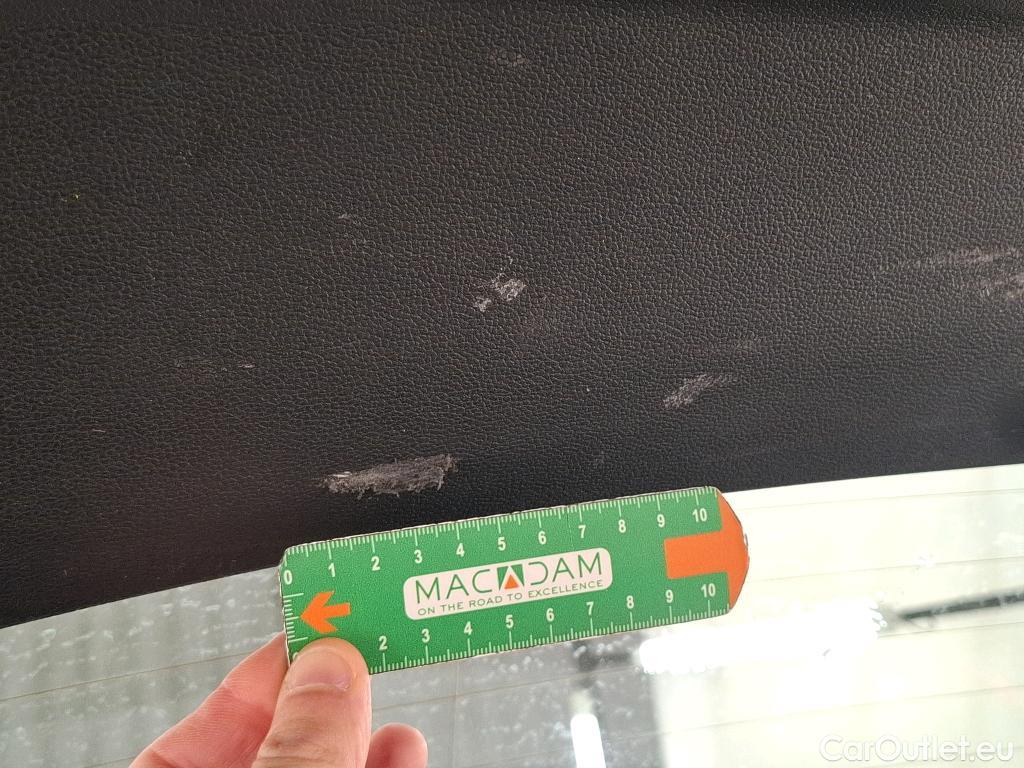 0 1 2 3 4 5 6 7 8 9 10
MACADAM
ON THE ROAD TO EXCELLENCE
2 3 4 5 6 7 8 9 10
CarOutlet.eu